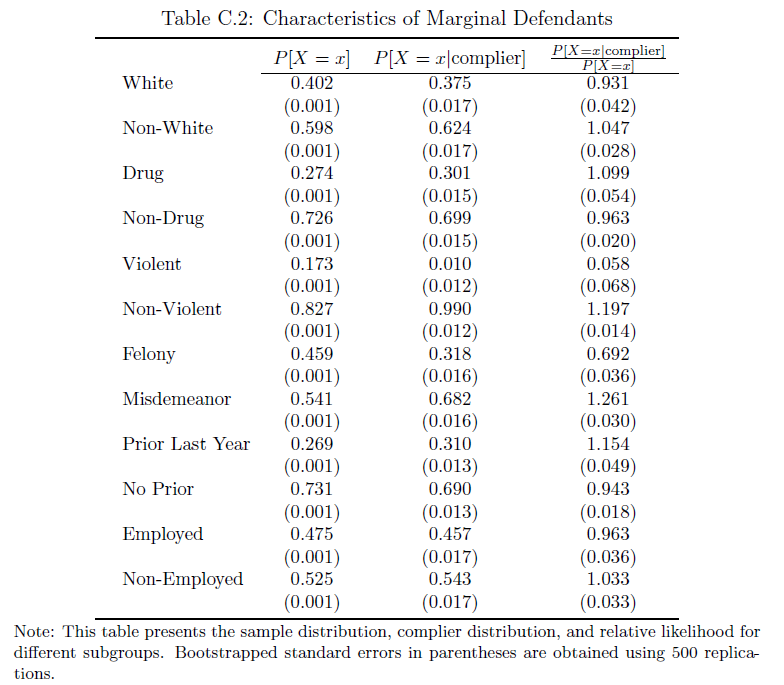 Table C.2: Characteristics of Marginal Defendants
P[X = x] P[X = x|complier] P[X=x|complier]/P[X=x]
White 0.402 0.375 0.931
(0.001) (0.017) (0.042)
Non-White 0.598 0.624 1.047
(0.001) (0.017) (0.028)
Drug 0.274 0.301 1.099
(0.001) (0.015) (0.054)
Non-Drug 0.726 0.699 0.963
(0.001) (0.015) (0.020)
Violent 0.173 0.010 0.058
(0.001) (0.012) (0.068)
Non-Violent 0.827 0.990 1.197
(0.001) (0.012) (0.014)
Felony 0.459 0.318 0.692
(0.001) (0.016) (0.036)
Misdemeanor 0.541 0.682 1.261
(0.001) (0.016) (0.030)
Prior Last Year 0.269 0.310 1.154
(0.001) (0.013) (0.049)
No Prior 0.731 0.690 0.943
(0.001) (0.013) (0.018)
Employed 0.475 0.457 0.963
(0.001) (0.017) (0.036)
Non-Employed 0.525 0.543 1.033
(0.001) (0.017) (0.033)
Note: This table presents the sample distribution, complier distribution, and relative likelihood for
different subgroups. Bootstrapped standard errors in parentheses are obtained using 500 replica-
tions.